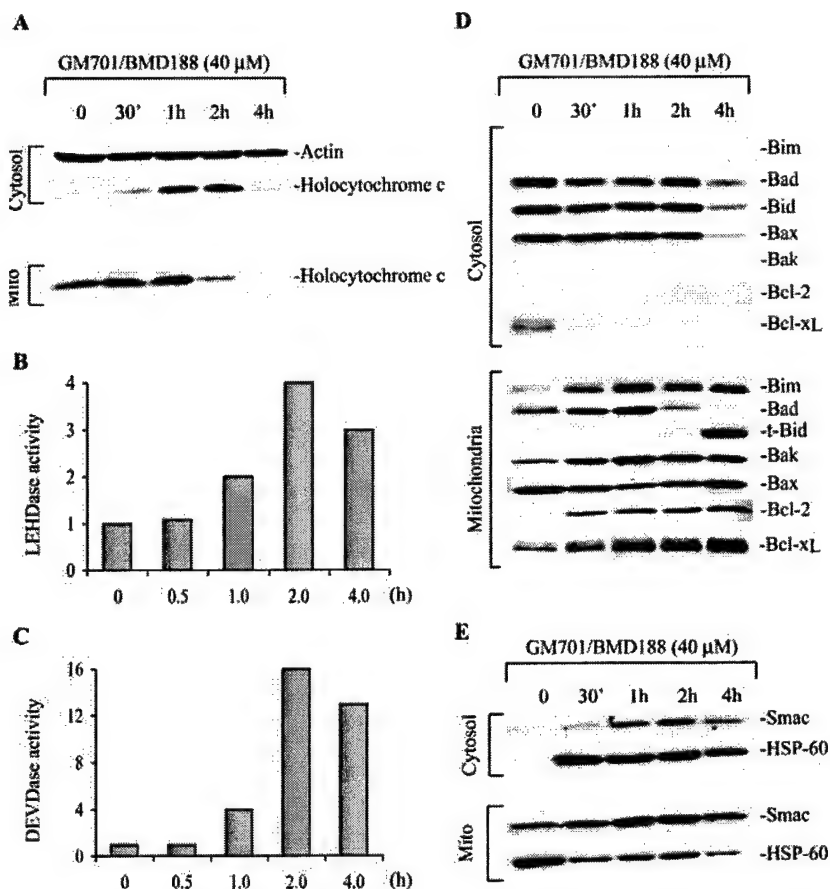 A
GM701/BMD188 (40 µM)
0 30' 1h 2h 4h
Cytosol
-Actin
-Holocytochrome c
Mito
-Holocytochrome c
B
LEHDase activity
4
3
2
1
0
0 0.5 1.0 2.0 4.0 (h)
C
DEVDase activity
16
12
8
4
0
0 0.5 1.0 2.0 4.0 (h)
D
GM701/BMD188 (40 µM)
0 30' 1h 2h 4h
Cytosol
-Bim
-Bad
-Bid
-Bax
-Bak
-Bcl-2
-Bcl-xL
Mitochondria
-Bim
-Bad
-t-Bid
-Bak
-Bax
-Bcl-2
-Bcl-xL
E
GM701/BMD188 (40 µM)
0 30' 1h 2h 4h
Cytosol
-Smac
-HSP-60
Mito
-Smac
-HSP-60